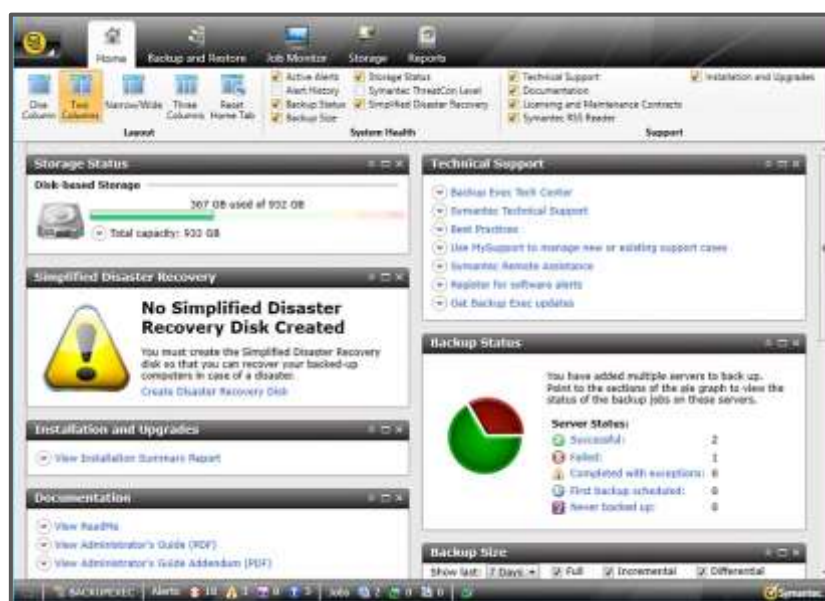 Home Backup and Restore Job Monitor Storage Reports
One Column
Two Columns
Narrow/Wide
Three Columns
Reset Home Tab
Layout
Active Alerts
Alert History
Backup Status
Backup Size
Storage Status
Symantec ThreatCon Level
Simplified Disaster Recovery
System Health
Technical Support
Documentation
Licensing and Maintenance Contracts
Symantec RSS Reader
Installation and Upgrades
Support
Storage Status
Disk-based Storage
367 GB used of 932 GB
Total capacity: 932 GB
Simplified Disaster Recovery
No Simplified Disaster
Recovery Disk Created
You must create the Simplified Disaster Recovery
disk so that you can recover your backed-up
computers in case of a disaster.
Create Disaster Recovery Disk
Installation and Upgrades
View Installation Summary Report
Documentation
View ReadMe
View Administrator's Guide (PDF)
View Administrator's Guide Addendum (PDF)
Technical Support
Backup Exec Tech Center
Symantec Technical Support
Best Practices
Use MySupport to manage new or existing support cases
Symantec Remote Assistance
Register for software alerts
Get Backup Exec updates
Backup Status
You have added multiple servers to back up.
Point to the sections of the pie graph to view the
status of the backup jobs on these servers.
Server Status:
Successful: 2
Failed: 1
Completed with exceptions: 0
First backup scheduled: 0
Never backed up: 0
Backup Size
Show last: 7 Days Full Incremental Differential
BACKUPEXEC Alerts Jobs Symantec